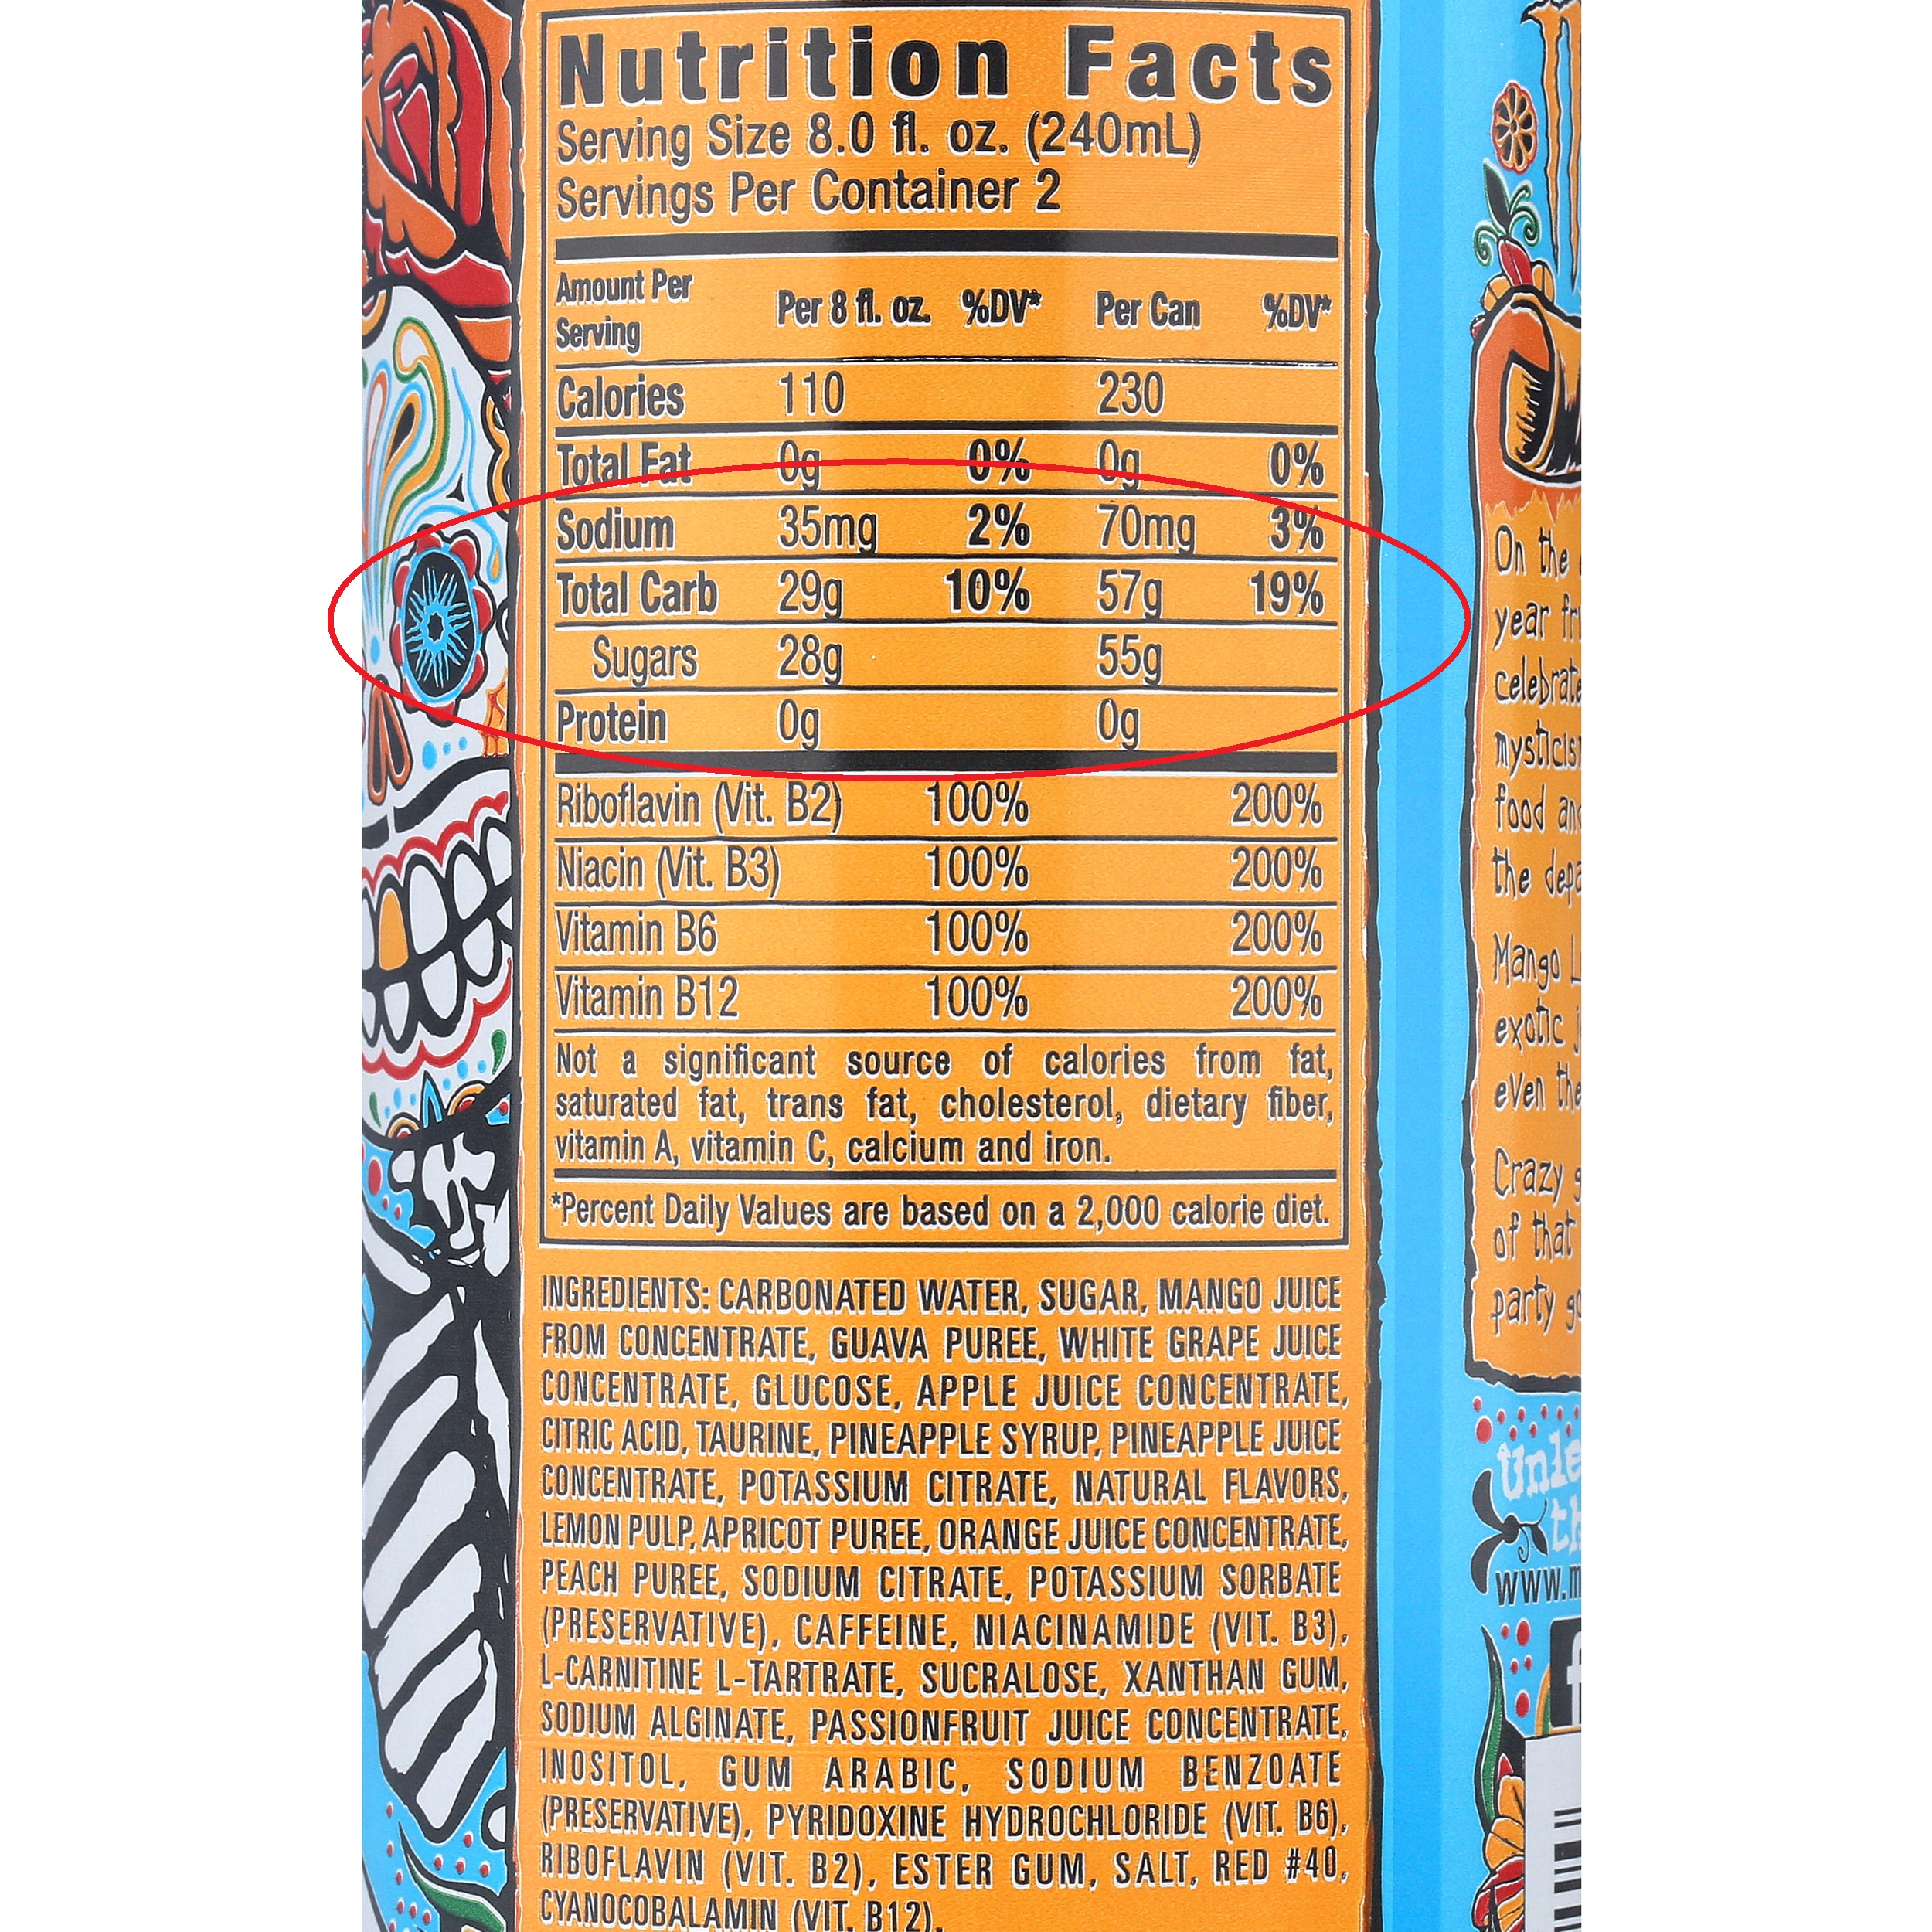 Nutrition Facts
Serving Size 8.0 fl. oz. (240mL)
Servings Per Container 2
Amount Per Serving Per 8 fl. oz. %DV* Per Can %DV*
Calories 110 230
Total Fat 0g 0% 0g 0%
Sodium 35mg 2% 70mg 3%
Total Carb 29g 10% 57g 19%
Sugars 28g 55g
Protein 0g 0g
Riboflavin (Vit. B2) 100% 200%
Niacin (Vit. B3) 100% 200%
Vitamin B6 100% 200%
Vitamin B12 100% 200%
Not a significant source of calories from fat,
saturated fat, trans fat, cholesterol, dietary fiber,
vitamin A, vitamin C, calcium and iron.
*Percent Daily Values are based on a 2,000 calorie diet.
INGREDIENTS: CARBONATED WATER, SUGAR, MANGO JUICE
FROM CONCENTRATE, GUAVA PUREE, WHITE GRAPE JUICE
CONCENTRATE, GLUCOSE, APPLE JUICE CONCENTRATE,
CITRIC ACID, TAURINE, PINEAPPLE SYRUP, PINEAPPLE JUICE
CONCENTRATE, POTASSIUM CITRATE, NATURAL FLAVORS,
LEMON PULP, APRICOT PUREE, ORANGE JUICE CONCENTRATE,
PEACH PUREE, SODIUM CITRATE, POTASSIUM SORBATE
(PRESERVATIVE), CAFFEINE, NIACINAMIDE (VIT. B3),
L-CARNITINE L-TARTRATE, SUCRALOSE, XANTHAN GUM,
SODIUM ALGINATE, PASSIONFRUIT JUICE CONCENTRATE,
INOSITOL, GUM ARABIC, SODIUM BENZOATE
(PRESERVATIVE), PYRIDOXINE HYDROCHLORIDE (VIT. B6),
RIBOFLAVIN (VIT. B2), ESTER GUM, SALT, RED #40,
CYANOCOBALAMIN (VIT. B12).
On the
year
food
the
Mango
exotic
even the
Crazy
of that
party